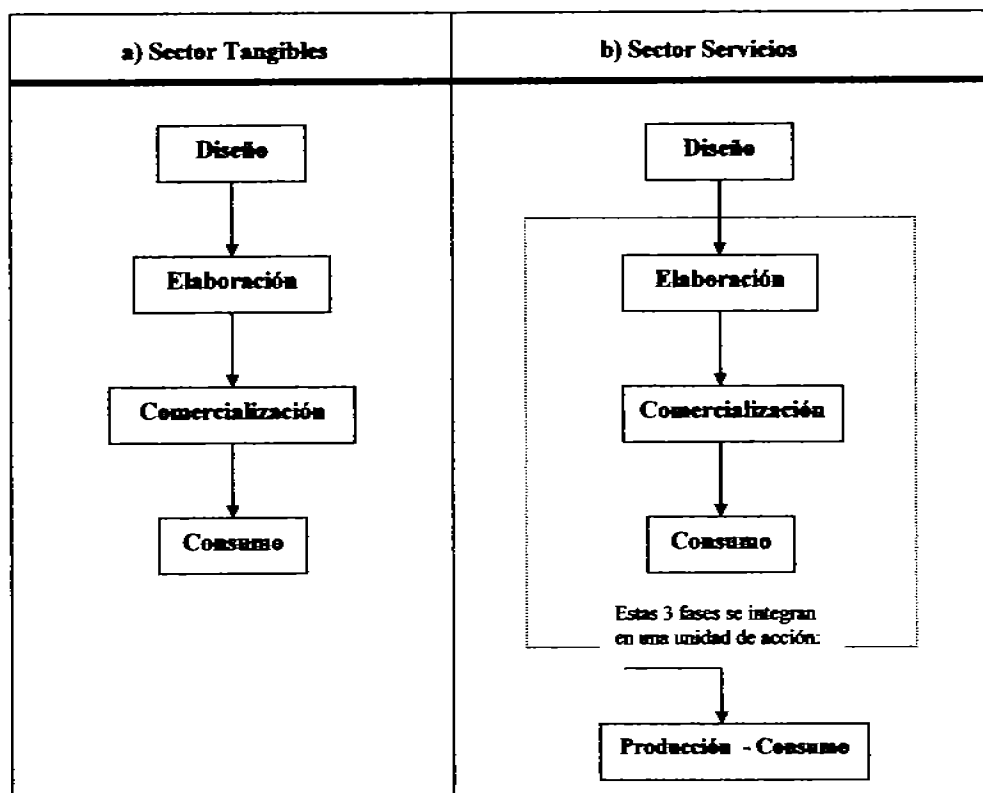 a) Sector Tangibles
Diseño
Elaboración
Comercialización
Consumo
b) Sector Servicios
Diseño
Elaboración
Comercialización
Consumo
Estas 3 fases se integran
en una unidad de acción:
Producción - Consumo